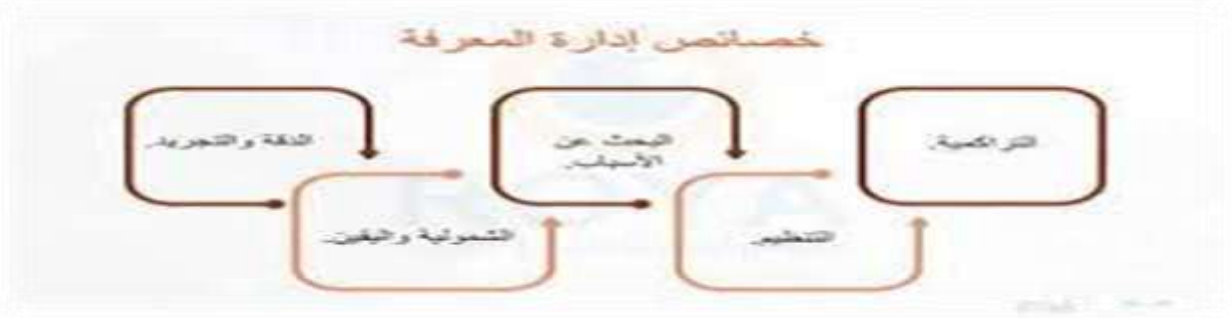 خصائص إدارة المعرفة
التراكمية.
التنظيم.
البحث عن
الأسباب.
الشمولية واليقين.
الدقة والتجريد.